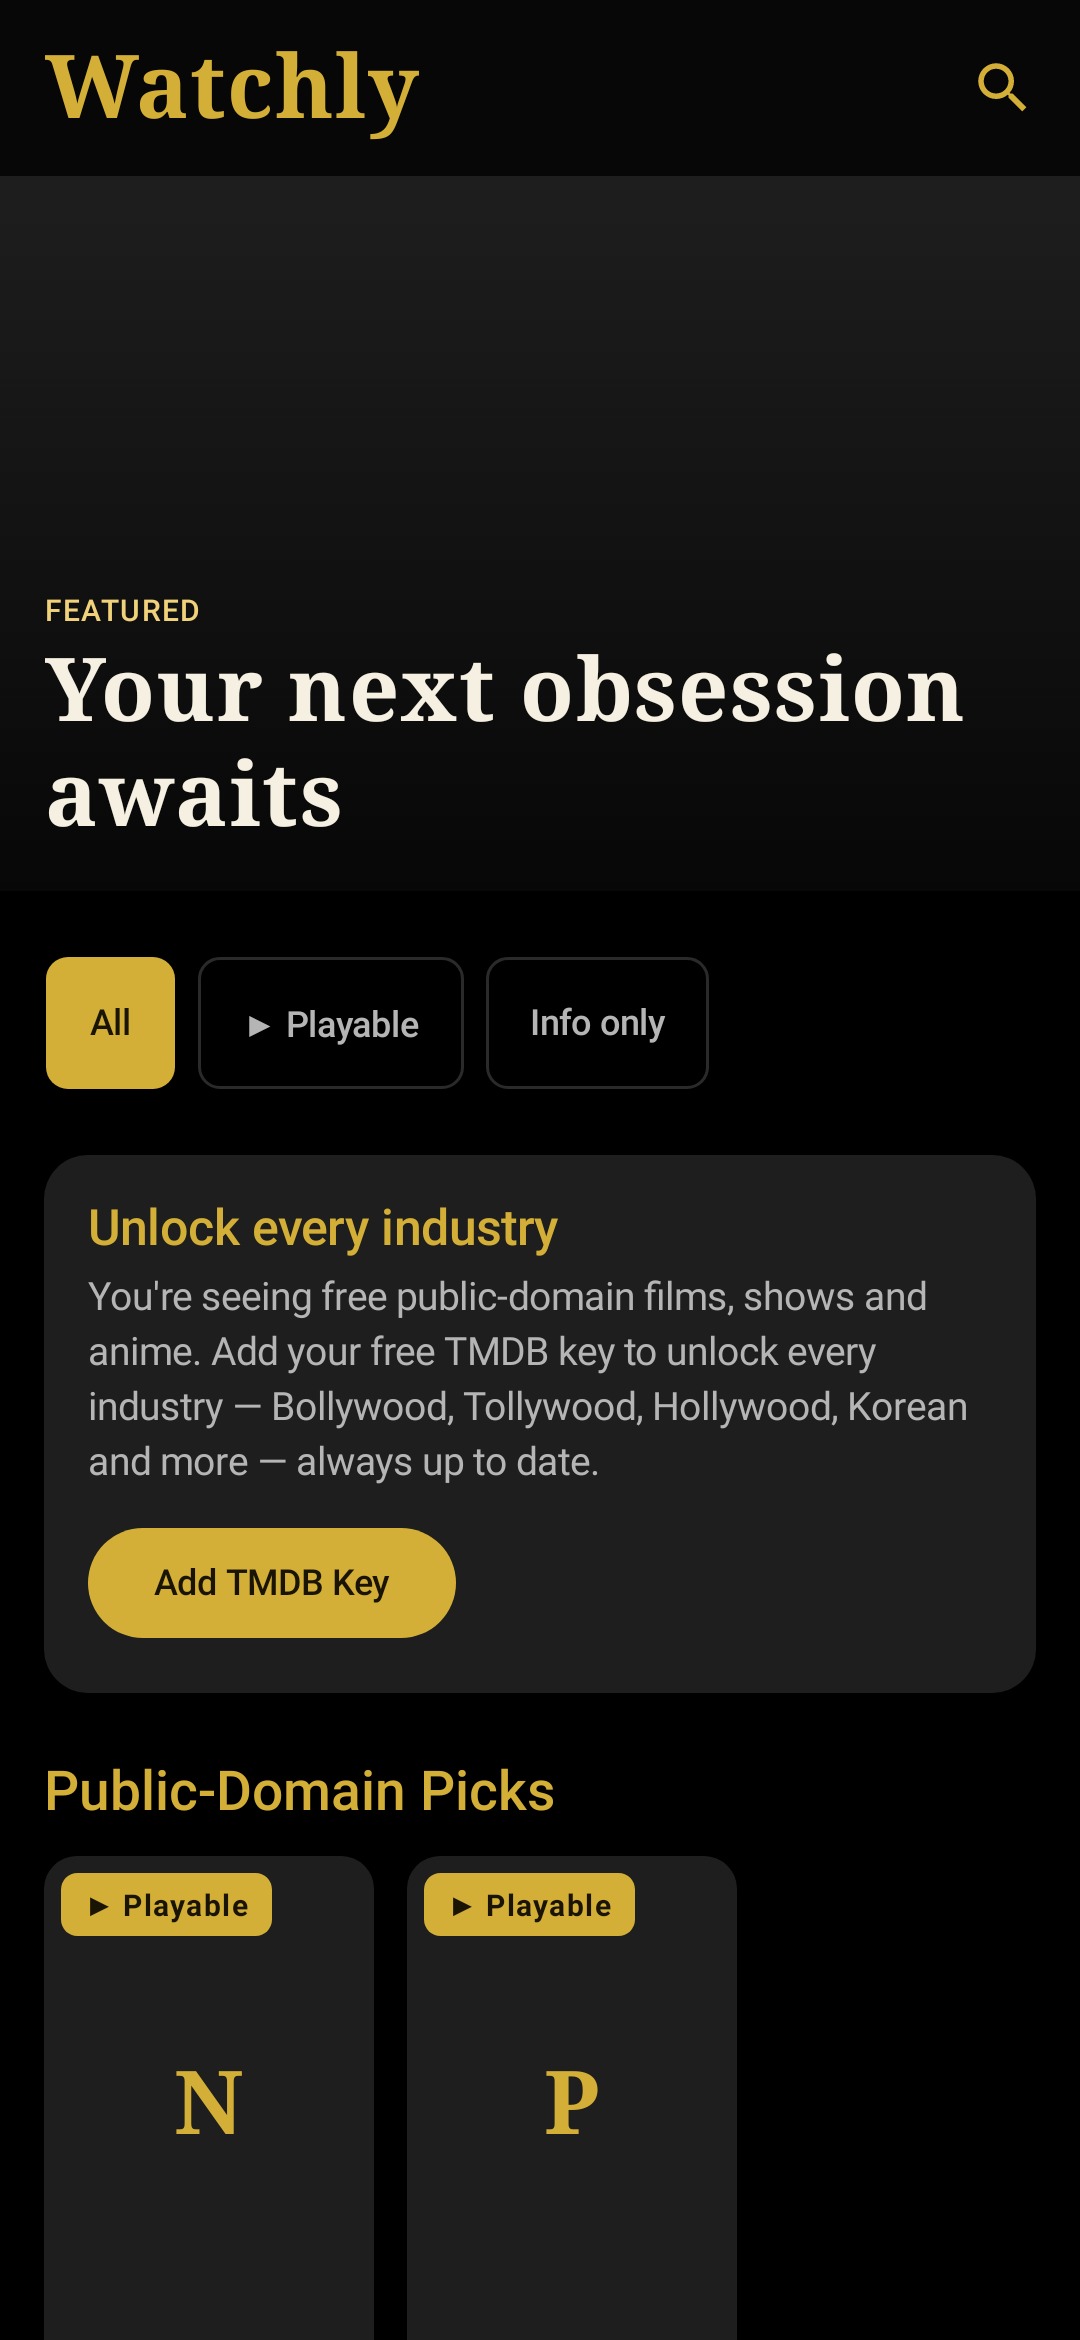 Watchly
FEATURED
Your next obsession
awaits
All
► Playable
Info only
Unlock every industry
You're seeing free public-domain films, shows and
anime. Add your free TMDB key to unlock every
industry — Bollywood, Tollywood, Hollywood, Korean
and more — always up to date.
Add TMDB Key
Public-Domain Picks
► Playable
► Playable
N
P